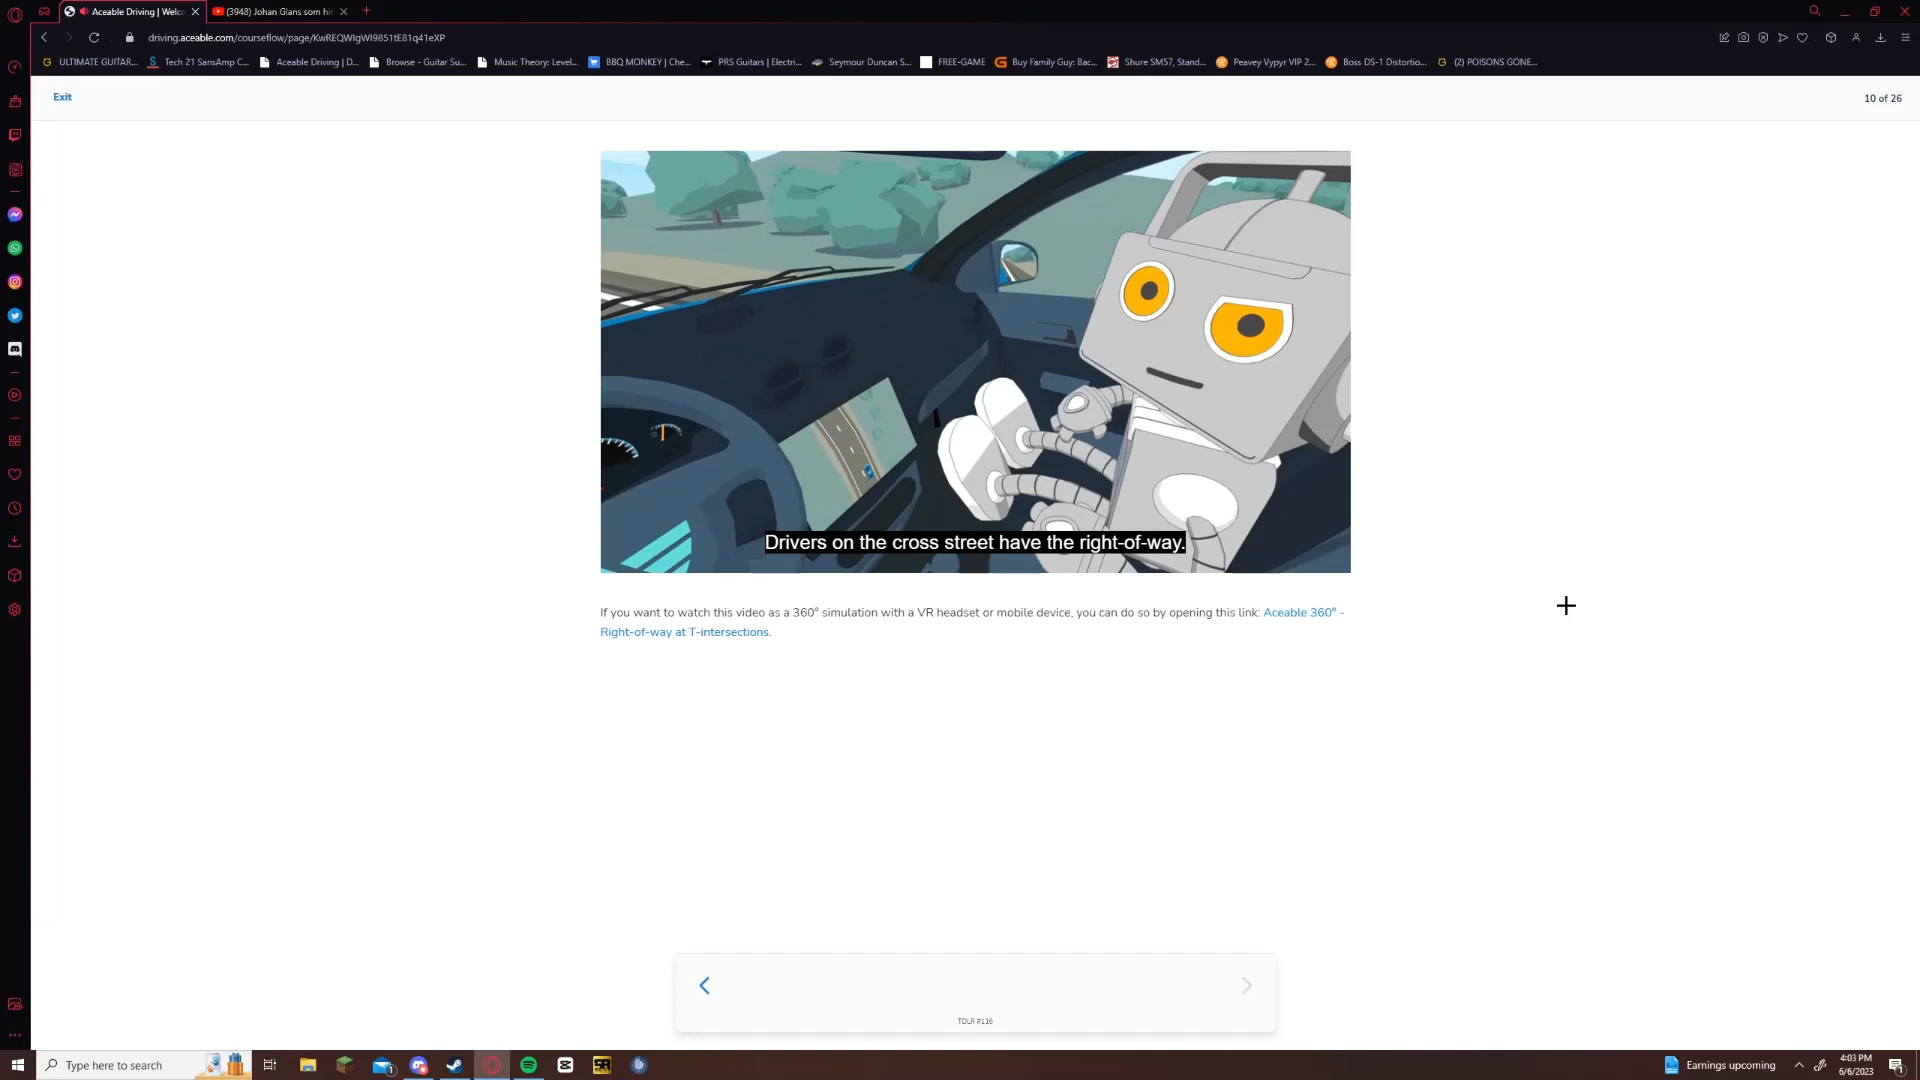 Aceable Driving | Welco
(3948) Johan Glans som hit
driving.aceable.com/courseflow/page/KwREQWIgWI9851tE81q41eXP
ULTIMATE GUITAR...
Tech 21 SansAmp C...
Aceable Driving | D...
Browse - Guitar Su...
Music Theory: Level...
BBQ MONKEY | Che...
PRS Guitars | Electri...
Seymour Duncan S...
FREE-GAME
Buy Family Guy: Bac...
Shure SM57, Stand...
Peavey Vypyr VIP 2...
Boss DS-1 Distortio...
(2) POISONS GONE...
Exit
10 of 26
Drivers on the cross street have the right-of-way.
If you want to watch this video as a 360° simulation with a VR headset or mobile device, you can do so by opening this link: Aceable 360° -
Right-of-way at T-intersections.
TDLR #116
Type here to search
Earnings upcoming
4:03 PM
6/6/2023